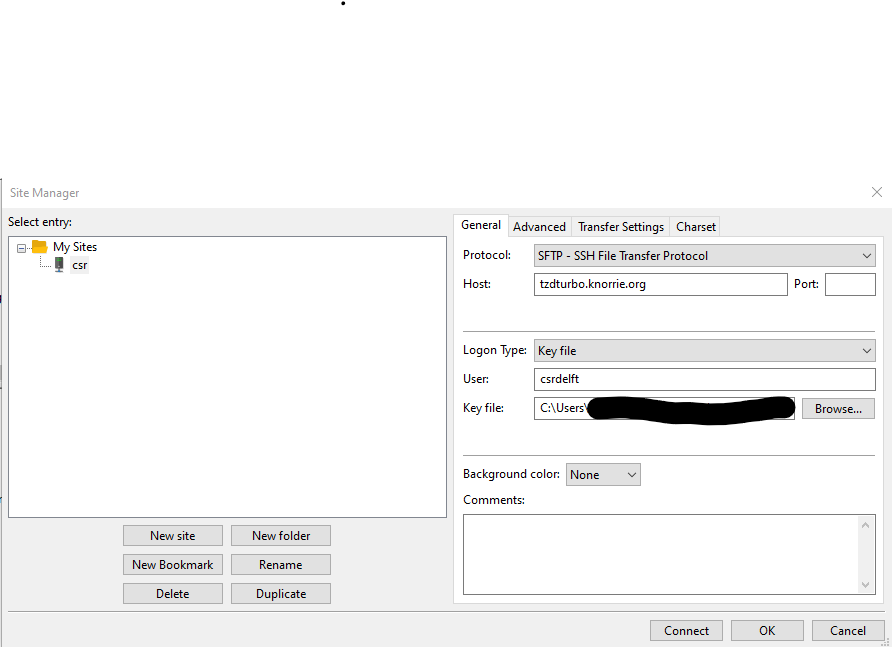 Site Manager
Select entry:
My Sites
csr
New site
New folder
New Bookmark
Rename
Delete
Duplicate
General
Advanced
Transfer Settings
Charset
Protocol:
SFTP - SSH File Transfer Protocol
Host:
tzdturbo.knorrie.org
Port:
Logon Type:
Key file
User:
csrdelft
Key file:
C:\Users\
Browse...
Background color:
None
Comments:
Connect
OK
Cancel